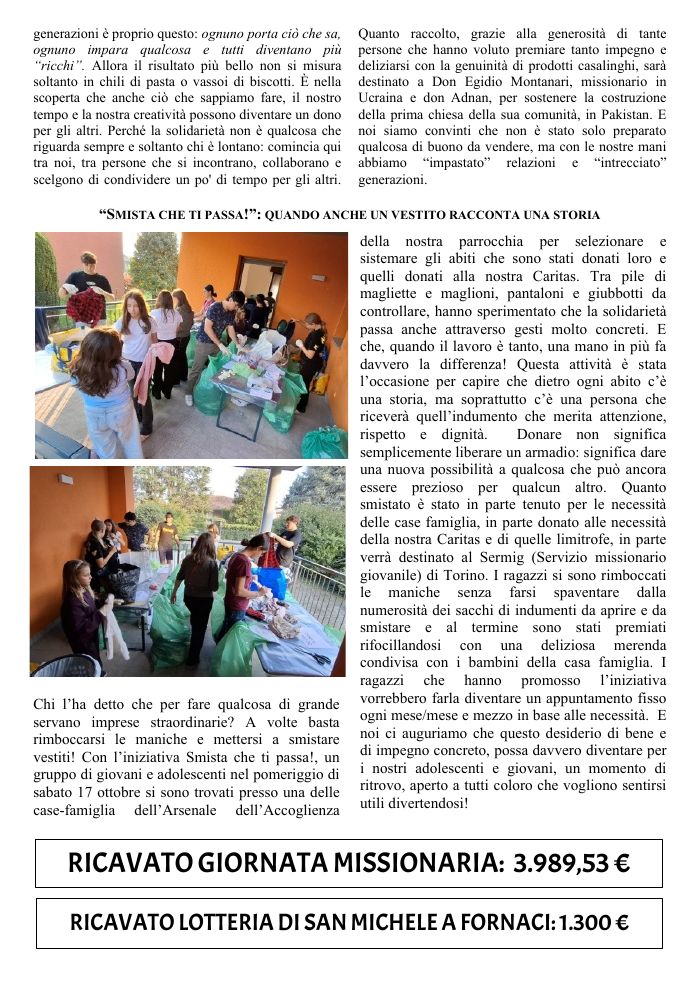 generazioni è proprio questo: ognuno porta ciò che sa,
ognuno impara qualcosa e tutti diventano più
“ricchi”. Allora il risultato più bello non si misura
soltanto in chili di pasta o vassoi di biscotti. È nella
scoperta che anche ciò che sappiamo fare, il nostro
tempo e la nostra creatività possono diventare un dono
per gli altri. Perché la solidarietà non è qualcosa che
riguarda sempre e soltanto chi è lontano: comincia qui
tra noi, tra persone che si incontrano, collaborano e
scelgono di condividere un po' di tempo per gli altri.
Quanto raccolto, grazie alla generosità di tante
persone che hanno voluto premiare tanto impegno e
deliziarsi con la genuinità di prodotti casalinghi, sarà
destinato a Don Egidio Montanari, missionario in
Ucraina e don Adnan, per sostenere la costruzione
della prima chiesa della sua comunità, in Pakistan. E
noi siamo convinti che non è stato solo preparato
qualcosa di buono da vendere, ma con le nostre mani
abbiamo “impastato” relazioni e “intrecciato”
generazioni.
“SMISTA CHE TI PASSA!”: QUANDO ANCHE UN VESTITO RACCONTA UNA STORIA
Chi l’ha detto che per fare qualcosa di grande
servano imprese straordinarie? A volte basta
rimboccarsi le maniche e mettersi a smistare
vestiti! Con l’iniziativa Smista che ti passa!, un
gruppo di giovani e adolescenti nel pomeriggio di
sabato 17 ottobre si sono trovati presso una delle
case-famiglia dell’Arsenale dell’Accoglienza
della nostra parrocchia per selezionare e
sistemare gli abiti che sono stati donati loro e
quelli donati alla nostra Caritas. Tra pile di
magliette e maglioni, pantaloni e giubbotti da
controllare, hanno sperimentato che la solidarietà
passa anche attraverso gesti molto concreti. E
che, quando il lavoro è tanto, una mano in più fa
davvero la differenza! Questa attività è stata
l’occasione per capire che dietro ogni abito c’è
una storia, ma soprattutto c’è una persona che
riceverà quell’indumento che merita attenzione,
rispetto e dignità. Donare non significa
semplicemente liberare un armadio: significa dare
una nuova possibilità a qualcosa che può ancora
essere prezioso per qualcun altro. Quanto
smistato è stato in parte tenuto per le necessità
delle case famiglia, in parte donato alle necessità
della nostra Caritas e di quelle limitrofe, in parte
verrà destinato al Sermig (Servizio missionario
giovanile) di Torino. I ragazzi si sono rimboccati
le maniche senza farsi spaventare dalla
numerosità dei sacchi di indumenti da aprire e da
smistare e al termine sono stati premiati
rifocillandosi con una deliziosa merenda
condivisa con i bambini della casa famiglia. I
ragazzi che hanno promosso l’iniziativa
vorrebbero farla diventare un appuntamento fisso
ogni mese/mese e mezzo in base alle necessità. E
noi ci auguriamo che questo desiderio di bene e
di impegno concreto, possa davvero diventare per
i nostri adolescenti e giovani, un momento di
ritrovo, aperto a tutti coloro che vogliono sentirsi
utili divertendosi!
RICAVATO GIORNATA MISSIONARIA: 3.989,53 €
RICAVATO LOTTERIA DI SAN MICHELE A FORNACI: 1.300 €